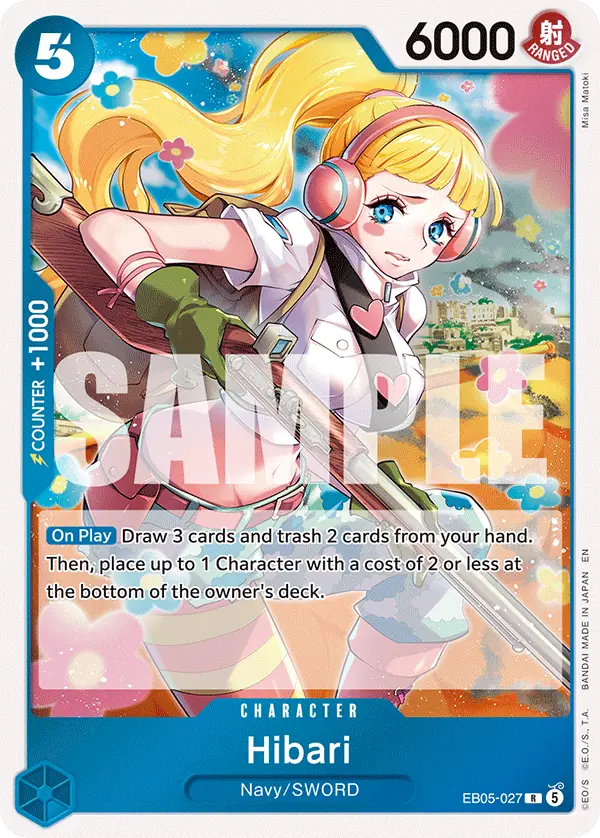 5
6000
射
RANGED
Misa Matoki
COUNTER +1000
SAMPLE
On Play Draw 3 cards and trash 2 cards from your hand.
Then, place up to 1 Character with a cost of 2 or less at
the bottom of the owner's deck.
CHARACTER
Hibari
Navy/SWORD
EB05-027 R 5
©EO/S ©E.O./S., T.A. BANDAI MADE IN JAPAN EN